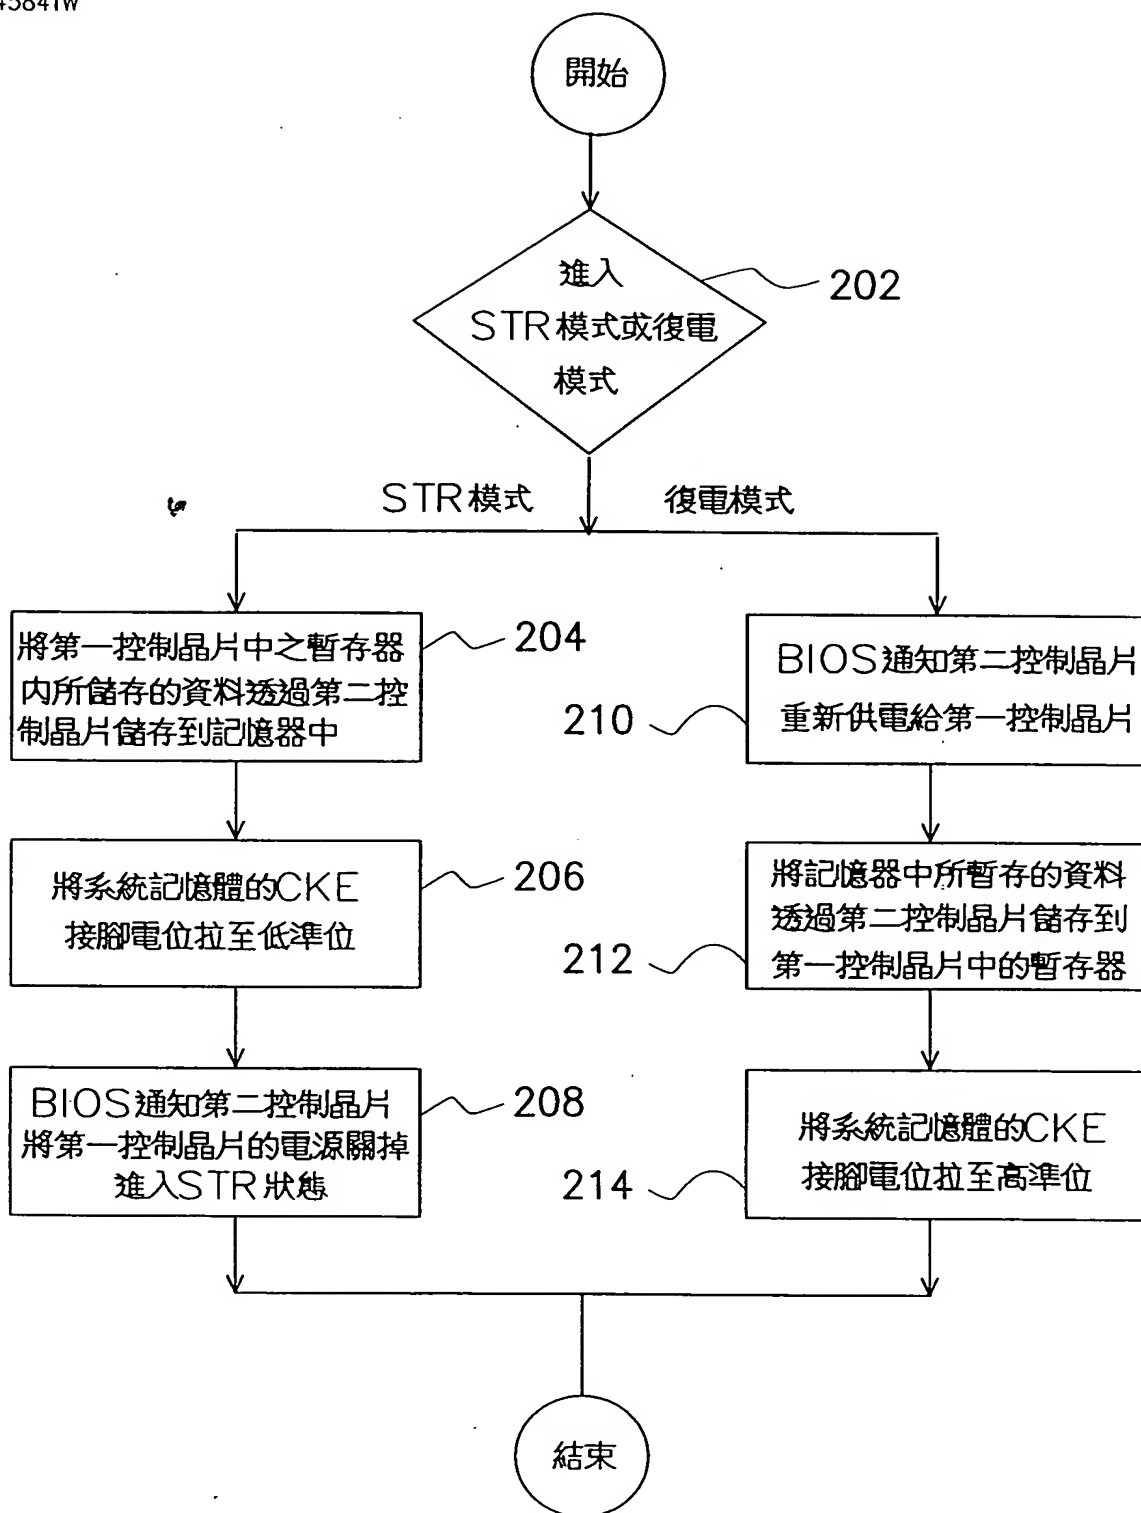 開始
進入
STR模式或復電
模式
202
STR模式
復電模式
將第一控制晶片中之暫存器
內所儲存的資料透過第二控
制晶片儲存到記憶器中
204
將系統記憶體的CKE
接腳電位拉至低準位
206
BIOS通知第二控制晶片
將第一控制晶片的電源關掉
進入STR狀態
208
BIOS通知第二控制晶片
重新供電給第一控制晶片
210
將記憶器中所暫存的資料
透過第二控制晶片儲存到
第一控制晶片中的暫存器
212
將系統記憶體的CKE
接腳電位拉至高準位
214
結束